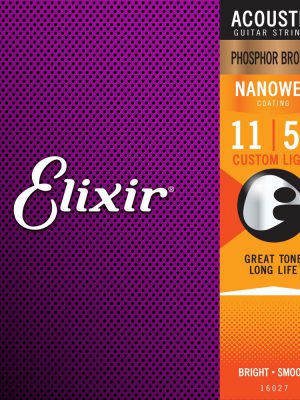 ACOUSTI
GUITAR STRIN
PHOSPHOR BRO
NANOWE
COATING
11 | 5
CUSTOM LIG
Elixir®
GREAT TONE
LONG LIFE
BRIGHT · SMOO
16027